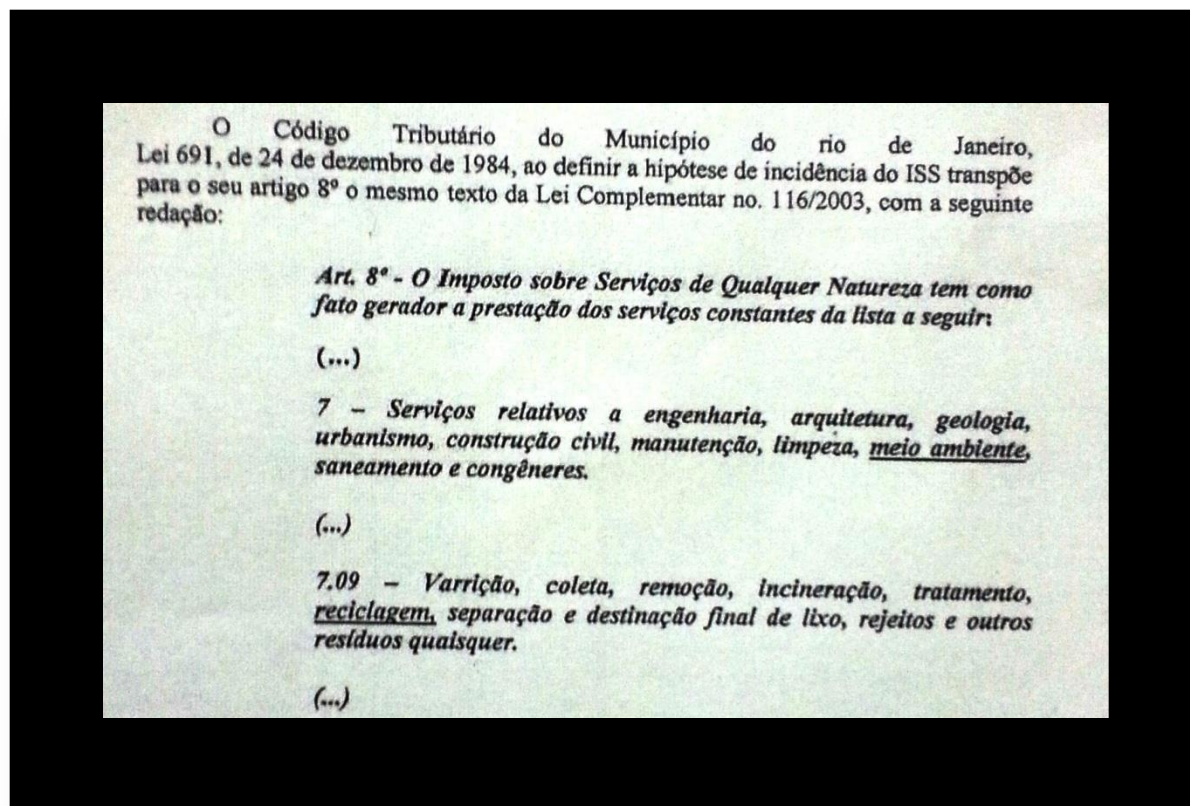 O Código Tributário do Município do rio de Janeiro,
Lei 691, de 24 de dezembro de 1984, ao definir a hipótese de incidência do ISS transpõe
para o seu artigo 8º o mesmo texto da Lei Complementar no. 116/2003, com a seguinte
redação:
Art. 8º - O Imposto sobre Serviços de Qualquer Natureza tem como
fato gerador a prestação dos serviços constantes da lista a seguir:
(...)
7 – Serviços relativos a engenharia, arquitetura, geologia,
urbanismo, construção civil, manutenção, limpeza, meio ambiente,
saneamento e congêneres.
(...)
7.09 – Varrição, coleta, remoção, incineração, tratamento,
reciclagem, separação e destinação final de lixo, rejeitos e outros
resíduos quaisquer.
(...)